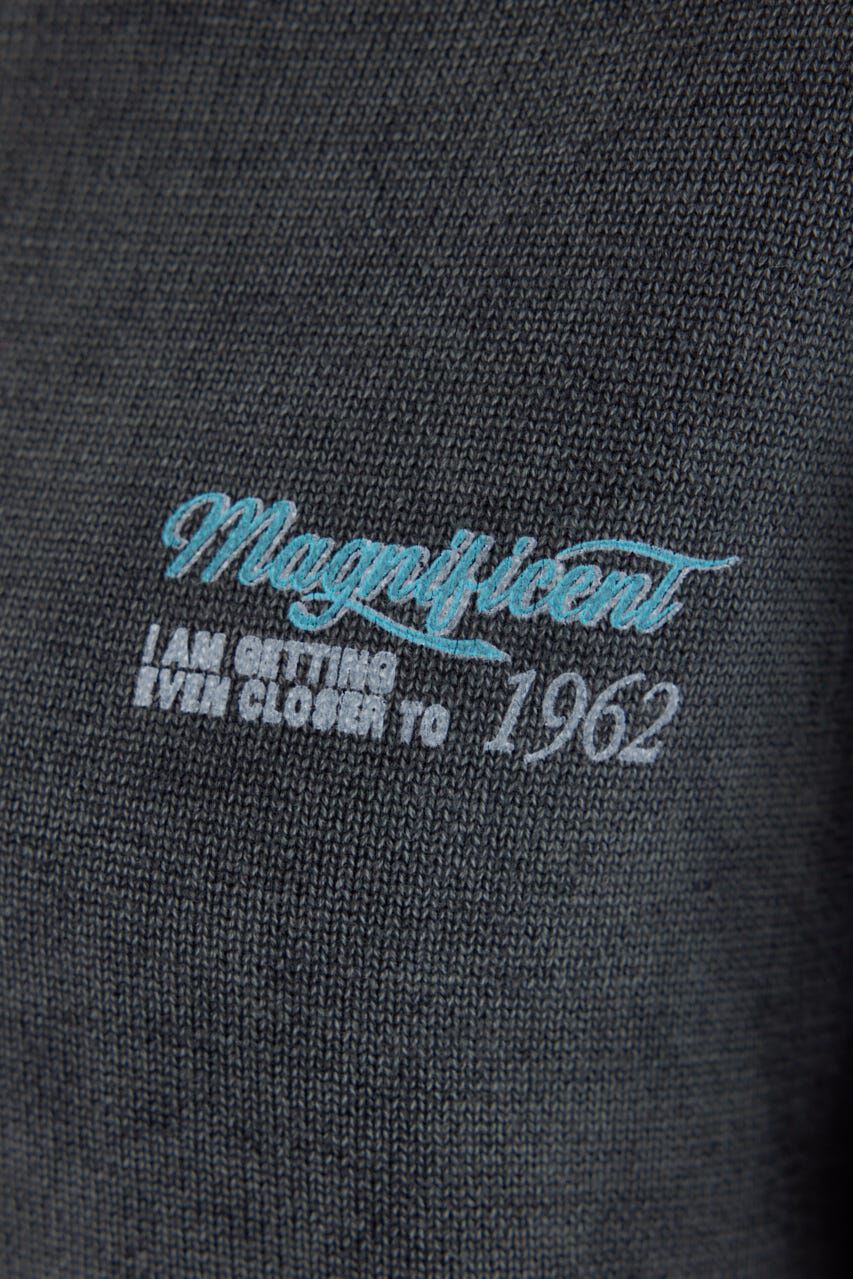 Magnificent
I AM GETTING
EVEN CLOSER TO 1962